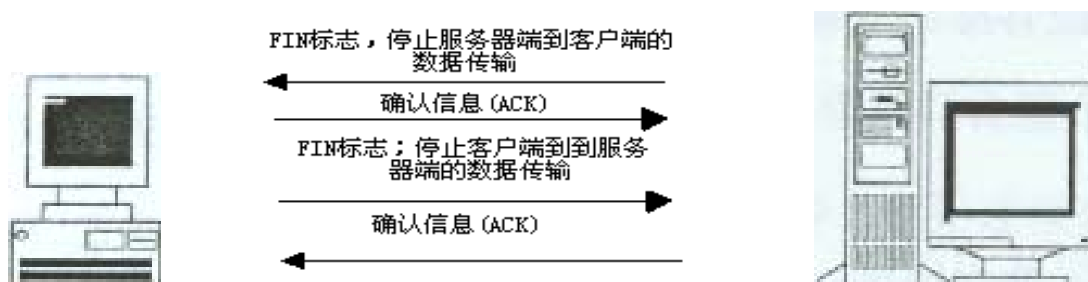 FIN标志，停止服务器端到客户端的
数据传输
确认信息(ACK)
FIN标志；停止客户端到到服务
器端的数据传输
确认信息(ACK)